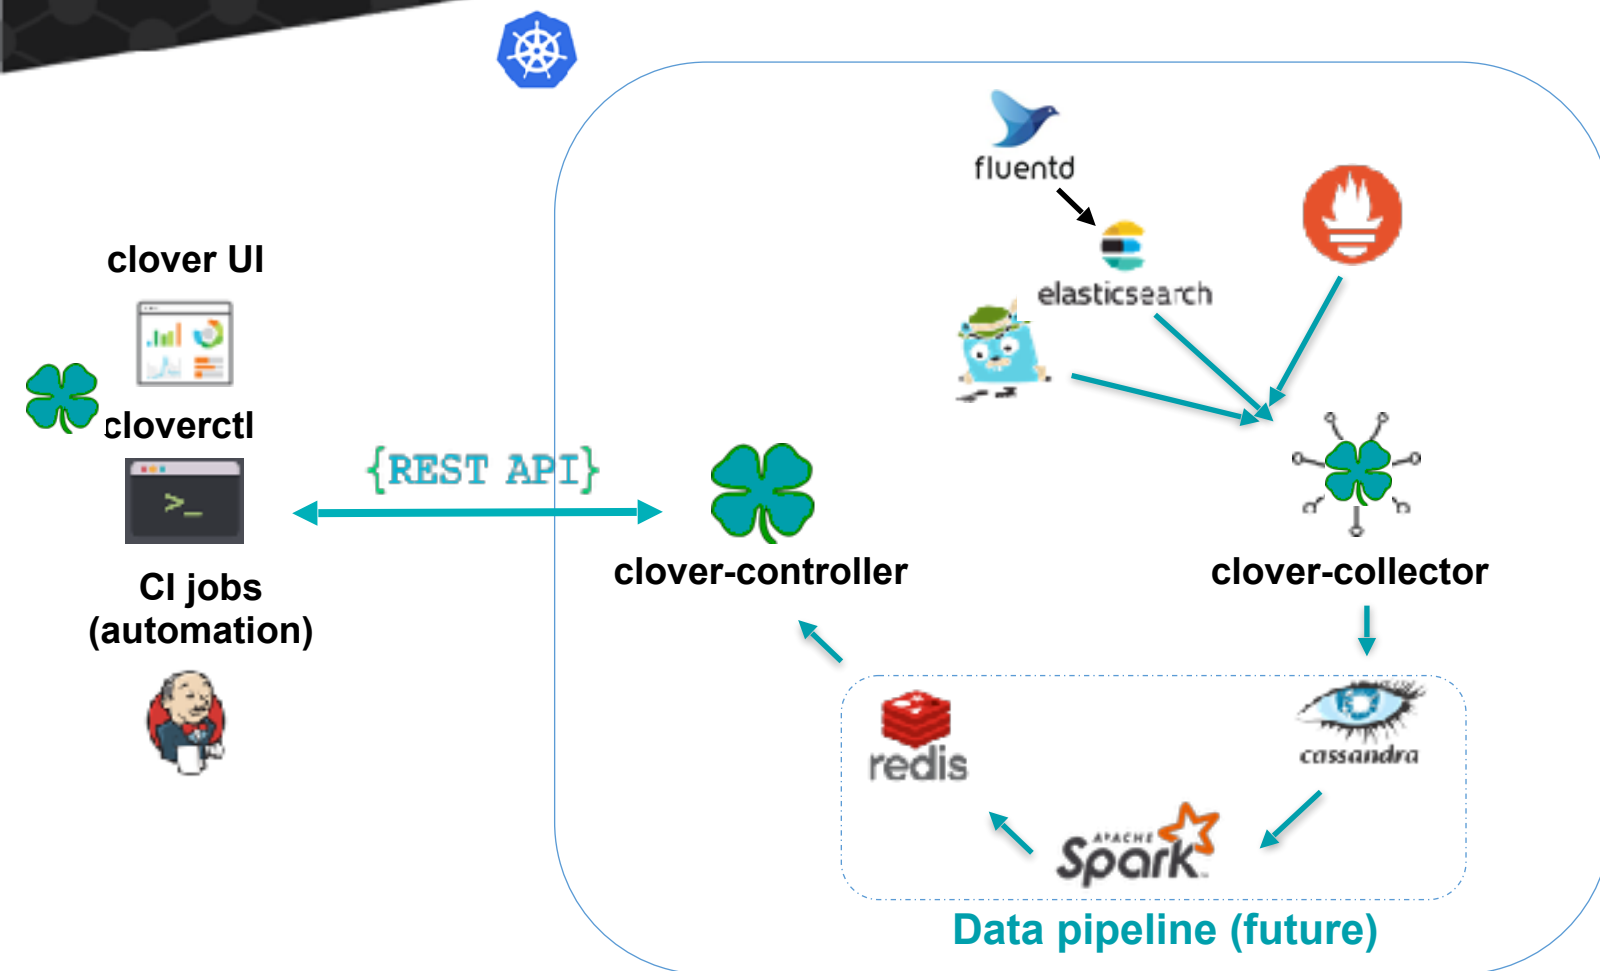 fluentd
elasticsearch
clover UI
cloverctl
>_
{REST API}
CI jobs
(automation)
clover-controller
clover-collector
redis
cassandra
APACHE
Spark
Data pipeline (future)